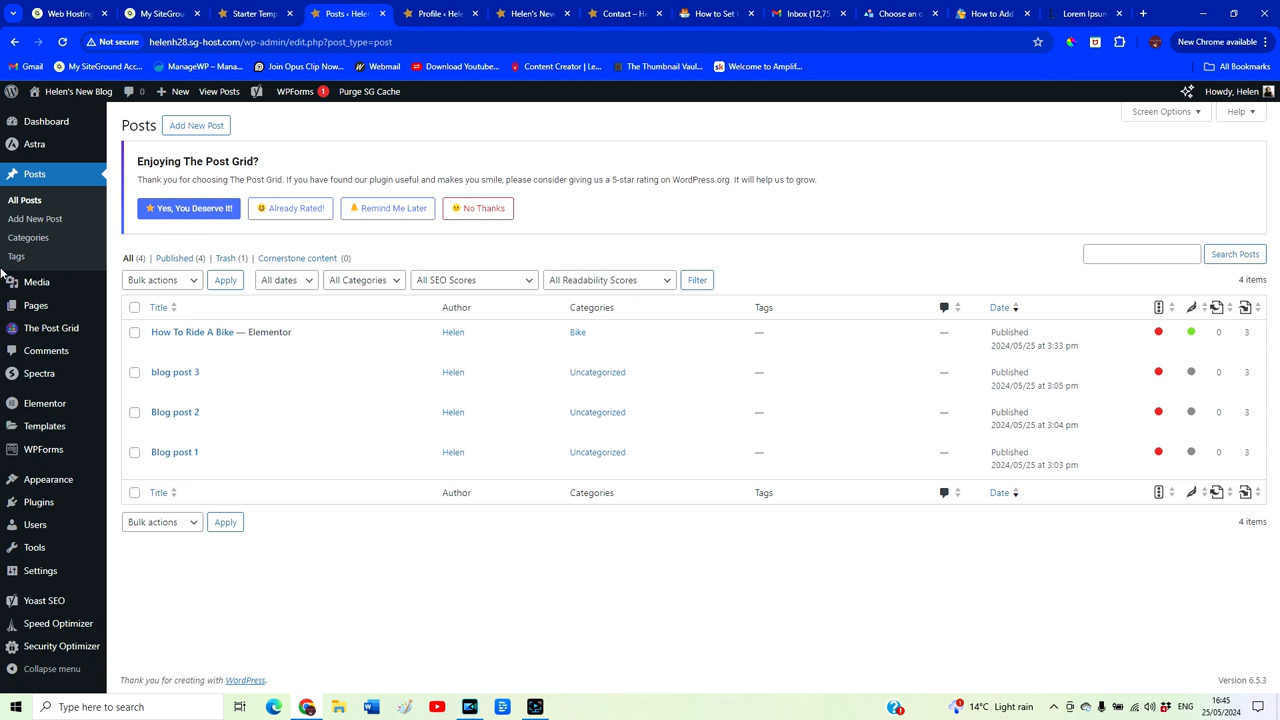 Web Hosting
My SiteGro
Starter Temp
Posts ‹ Helen
Profile ‹ Hele
Helen's New
Contact – He
How to Set U
Inbox (12,75
Choose an o
How to Add
Lorem Ipsum
Not secure
helenh28.sg-host.com/wp-admin/edit.php?post_type=post
New Chrome available
Gmail
My SiteGround Acc...
ManageWP – Mana...
Join Opus Clip Now...
Webmail
Download Youtube...
Content Creator | Le...
The Thumbnail Vaul...
Welcome to Amplif...
All Bookmarks
Helen's New Blog
0
New
View Posts
WPForms 1
Purge SG Cache
Howdy, Helen
Dashboard
Astra
Posts
All Posts
Add New Post
Categories
Tags
Media
Pages
The Post Grid
Comments
Spectra
Elementor
Templates
WPForms
Appearance
Plugins
Users
Tools
Settings
Yoast SEO
Speed Optimizer
Security Optimizer
Collapse menu
Screen Options
Help
Posts
Add New Post
Enjoying The Post Grid?
Thank you for choosing The Post Grid. If you have found our plugin useful and makes you smile, please consider giving us a 5-star rating on WordPress.org. It will help us to grow.
Yes, You Deserve It!
Already Rated!
Remind Me Later
No Thanks
All (4) | Published (4) | Trash (1) | Cornerstone content (0)
Search Posts
Bulk actions
Apply
All dates
All Categories
All SEO Scores
All Readability Scores
Filter
4 items
Title Author Categories Tags Date
How To Ride A Bike — Elementor Helen Bike — — Published 0 3
2024/05/25 at 3:33 pm
blog post 3 Helen Uncategorized — — Published 0 3
2024/05/25 at 3:05 pm
Blog post 2 Helen Uncategorized — — Published 0 3
2024/05/25 at 3:04 pm
Blog post 1 Helen Uncategorized — — Published 0 3
2024/05/25 at 3:03 pm
Title Author Categories Tags Date
Bulk actions
Apply
4 items
Thank you for creating with WordPress.
Version 6.5.3
Type here to search
14°C Light rain
ENG
16:45
25/05/2024